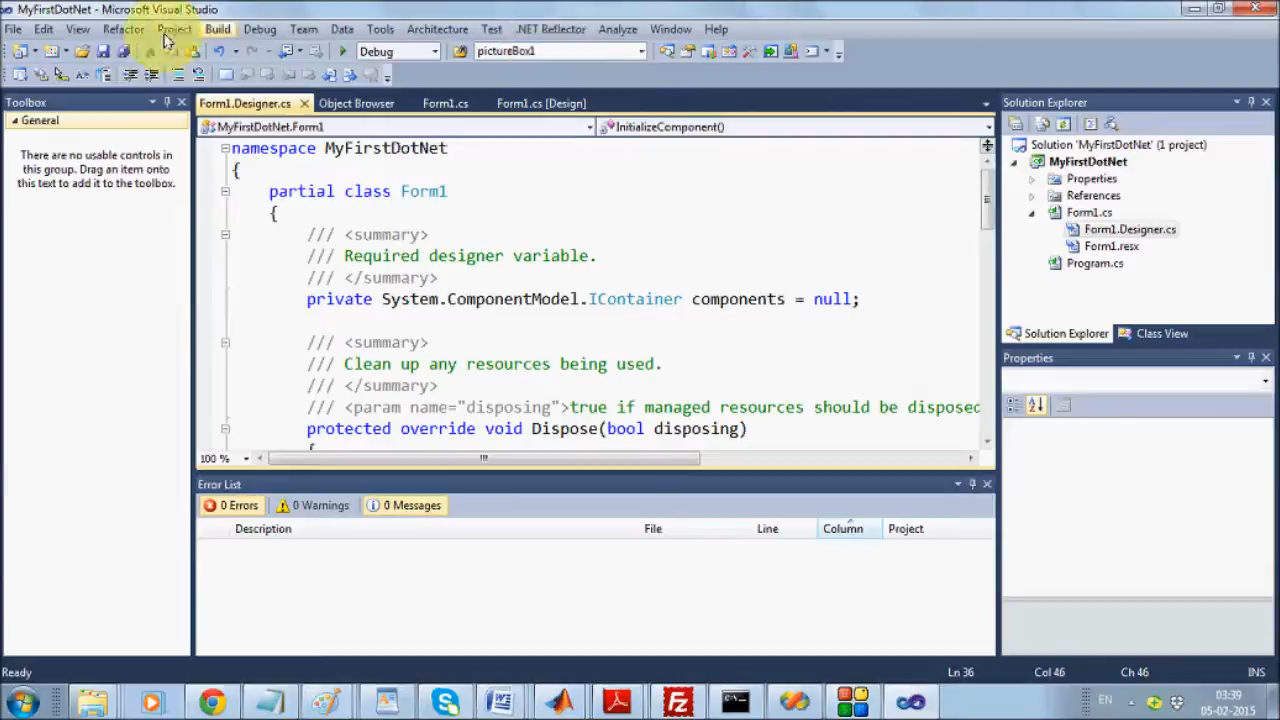 MyFirstDotNet - Microsoft Visual Studio
File Edit View Refactor Project Build Debug Team Data Tools Architecture Test .NET Reflector Analyze Window Help
Debug pictureBox1
Toolbox
General
There are no usable controls in
this group. Drag an item onto
this text to add it to the toolbox.
Form1.Designer.cs Object Browser Form1.cs Form1.cs [Design]
MyFirstDotNet.Form1 InitializeComponent()
namespace MyFirstDotNet
{
partial class Form1
{
/// <summary>
/// Required designer variable.
/// </summary>
private System.ComponentModel.IContainer components = null;
/// <summary>
/// Clean up any resources being used.
/// </summary>
/// <param name="disposing">true if managed resources should be disposed
protected override void Dispose(bool disposing)
100 %
Solution Explorer
Solution 'MyFirstDotNet' (1 project)
MyFirstDotNet
Properties
References
Form1.cs
Form1.Designer.cs
Form1.resx
Program.cs
Solution Explorer Class View
Properties
Error List
0 Errors 0 Warnings 0 Messages
Description File Line Column Project
Ready Ln 36 Col 46 Ch 46 INS
EN
03:39
05-02-2015